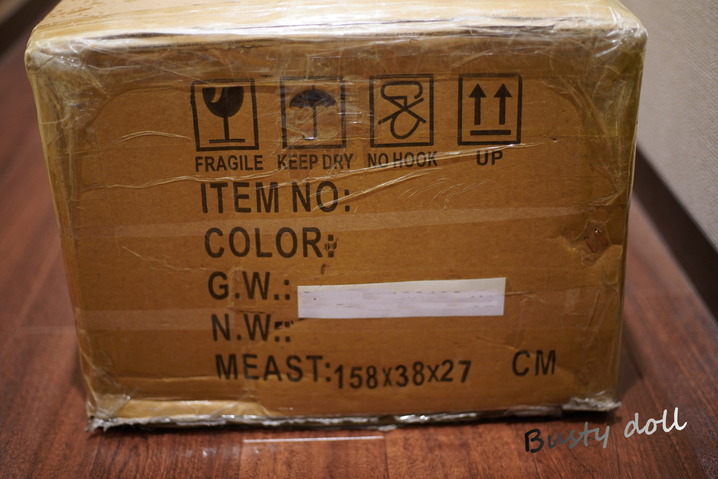 FRAGILE KEEP DRY NO HOOK UP
ITEM NO:
COLOR:
G.W.:
N.W.:
MEAST:158x38x27 CM
Busty doll